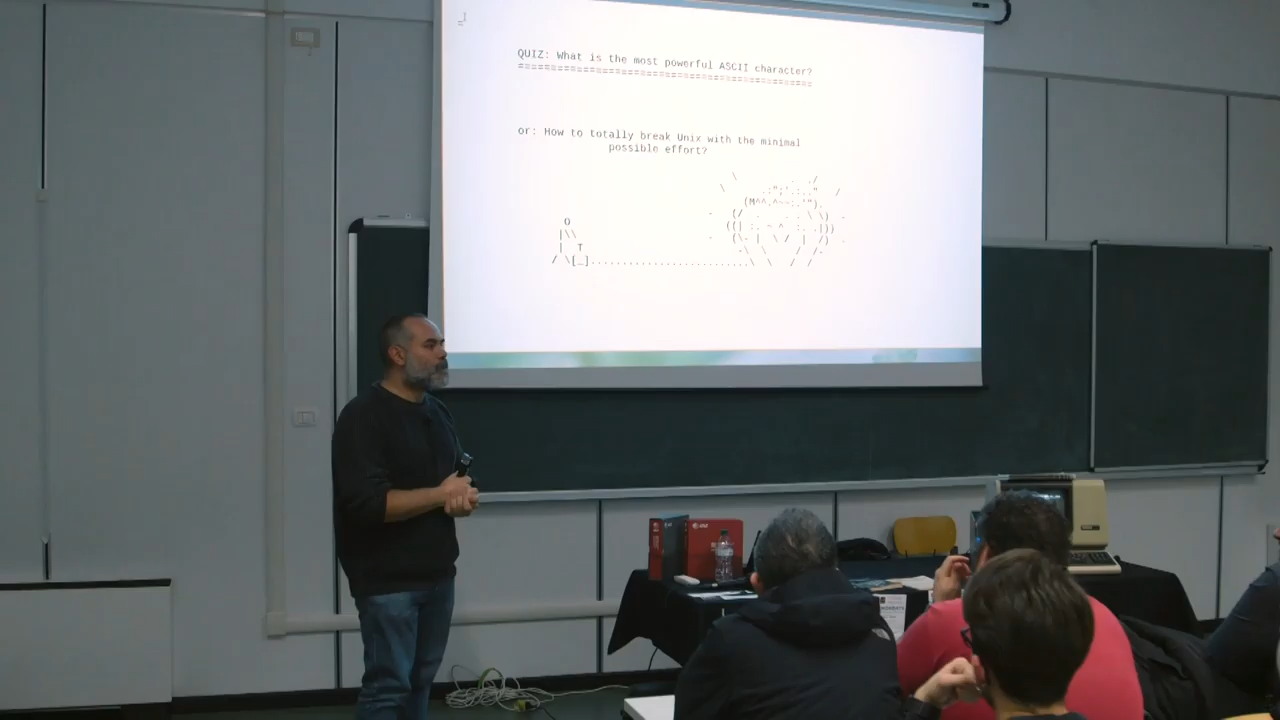 QUIZ: What is the most powerful ASCII character?
=============================================
or: How to totally break Unix with the minimal
possible effort?